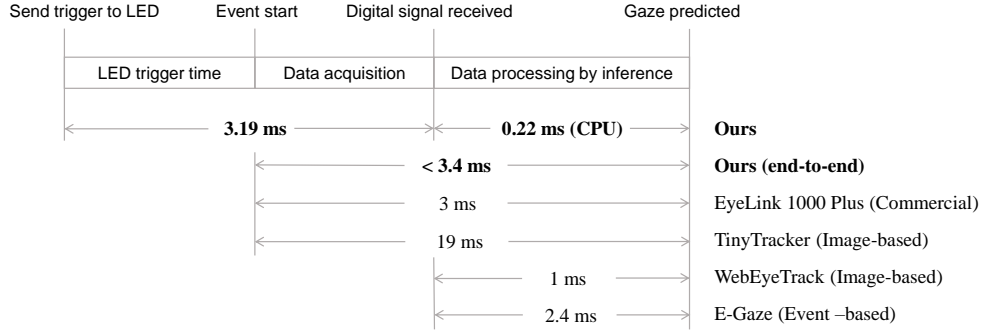 Send trigger to LED Event start Digital signal received Gaze predicted
LED trigger time Data acquisition Data processing by inference
3.19 ms 0.22 ms (CPU) Ours
< 3.4 ms Ours (end-to-end)
3 ms EyeLink 1000 Plus (Commercial)
19 ms TinyTracker (Image-based)
1 ms WebEyeTrack (Image-based)
2.4 ms E-Gaze (Event –based)